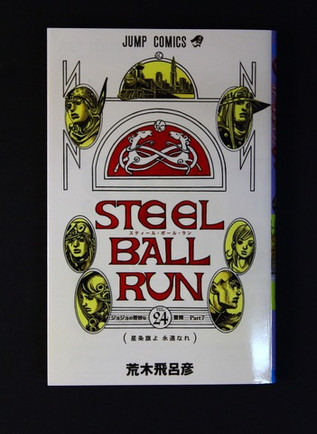 JUMP COMICS
STEEL
スティール・ボール・ラン
BALL
RUN
ジョジョの奇妙な VOL. 24 冒険 Part7
(星条旗よ 永遠なれ)
荒木飛呂彦